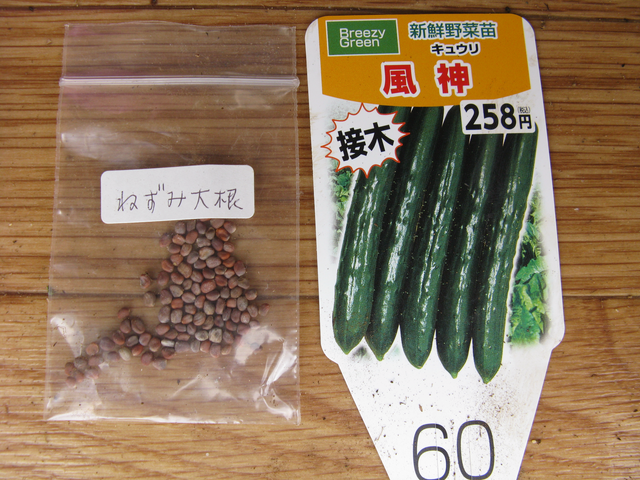 ねずみ大根
Breezy
Green
新鮮野菜苗
キュウリ
風神
258円
税込
接木
60